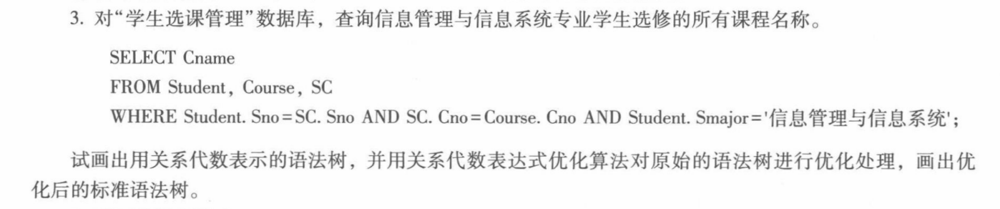 3. 对“学生选课管理”数据库，查询信息管理与信息系统专业学生选修的所有课程名称。
SELECT Cname
FROM Student, Course, SC
WHERE Student. Sno=SC. Sno AND SC. Cno=Course. Cno AND Student. Smajor='信息管理与信息系统';
试画出用关系代数表示的语法树，并用关系代数表达式优化算法对原始的语法树进行优化处理，画出优
化后的标准语法树。